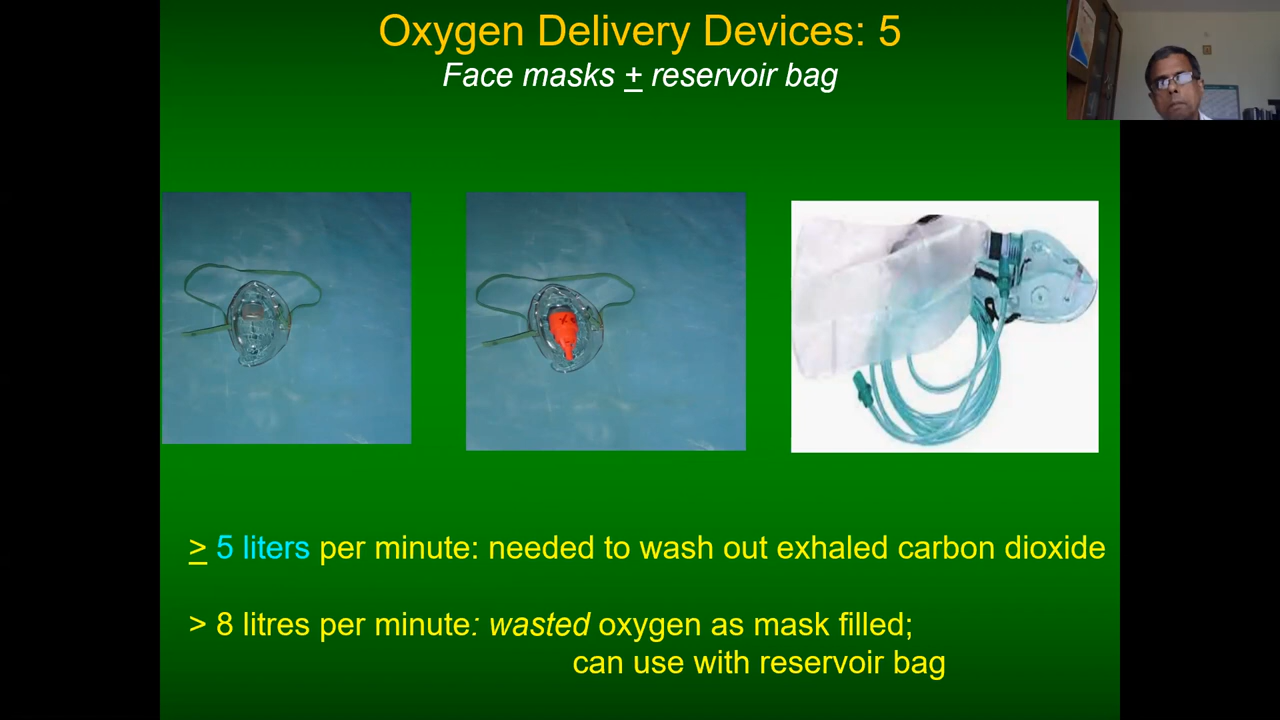 Oxygen Delivery Devices: 5
Face masks ± reservoir bag
≥ 5 liters per minute: needed to wash out exhaled carbon dioxide
> 8 litres per minute: wasted oxygen as mask filled;
can use with reservoir bag